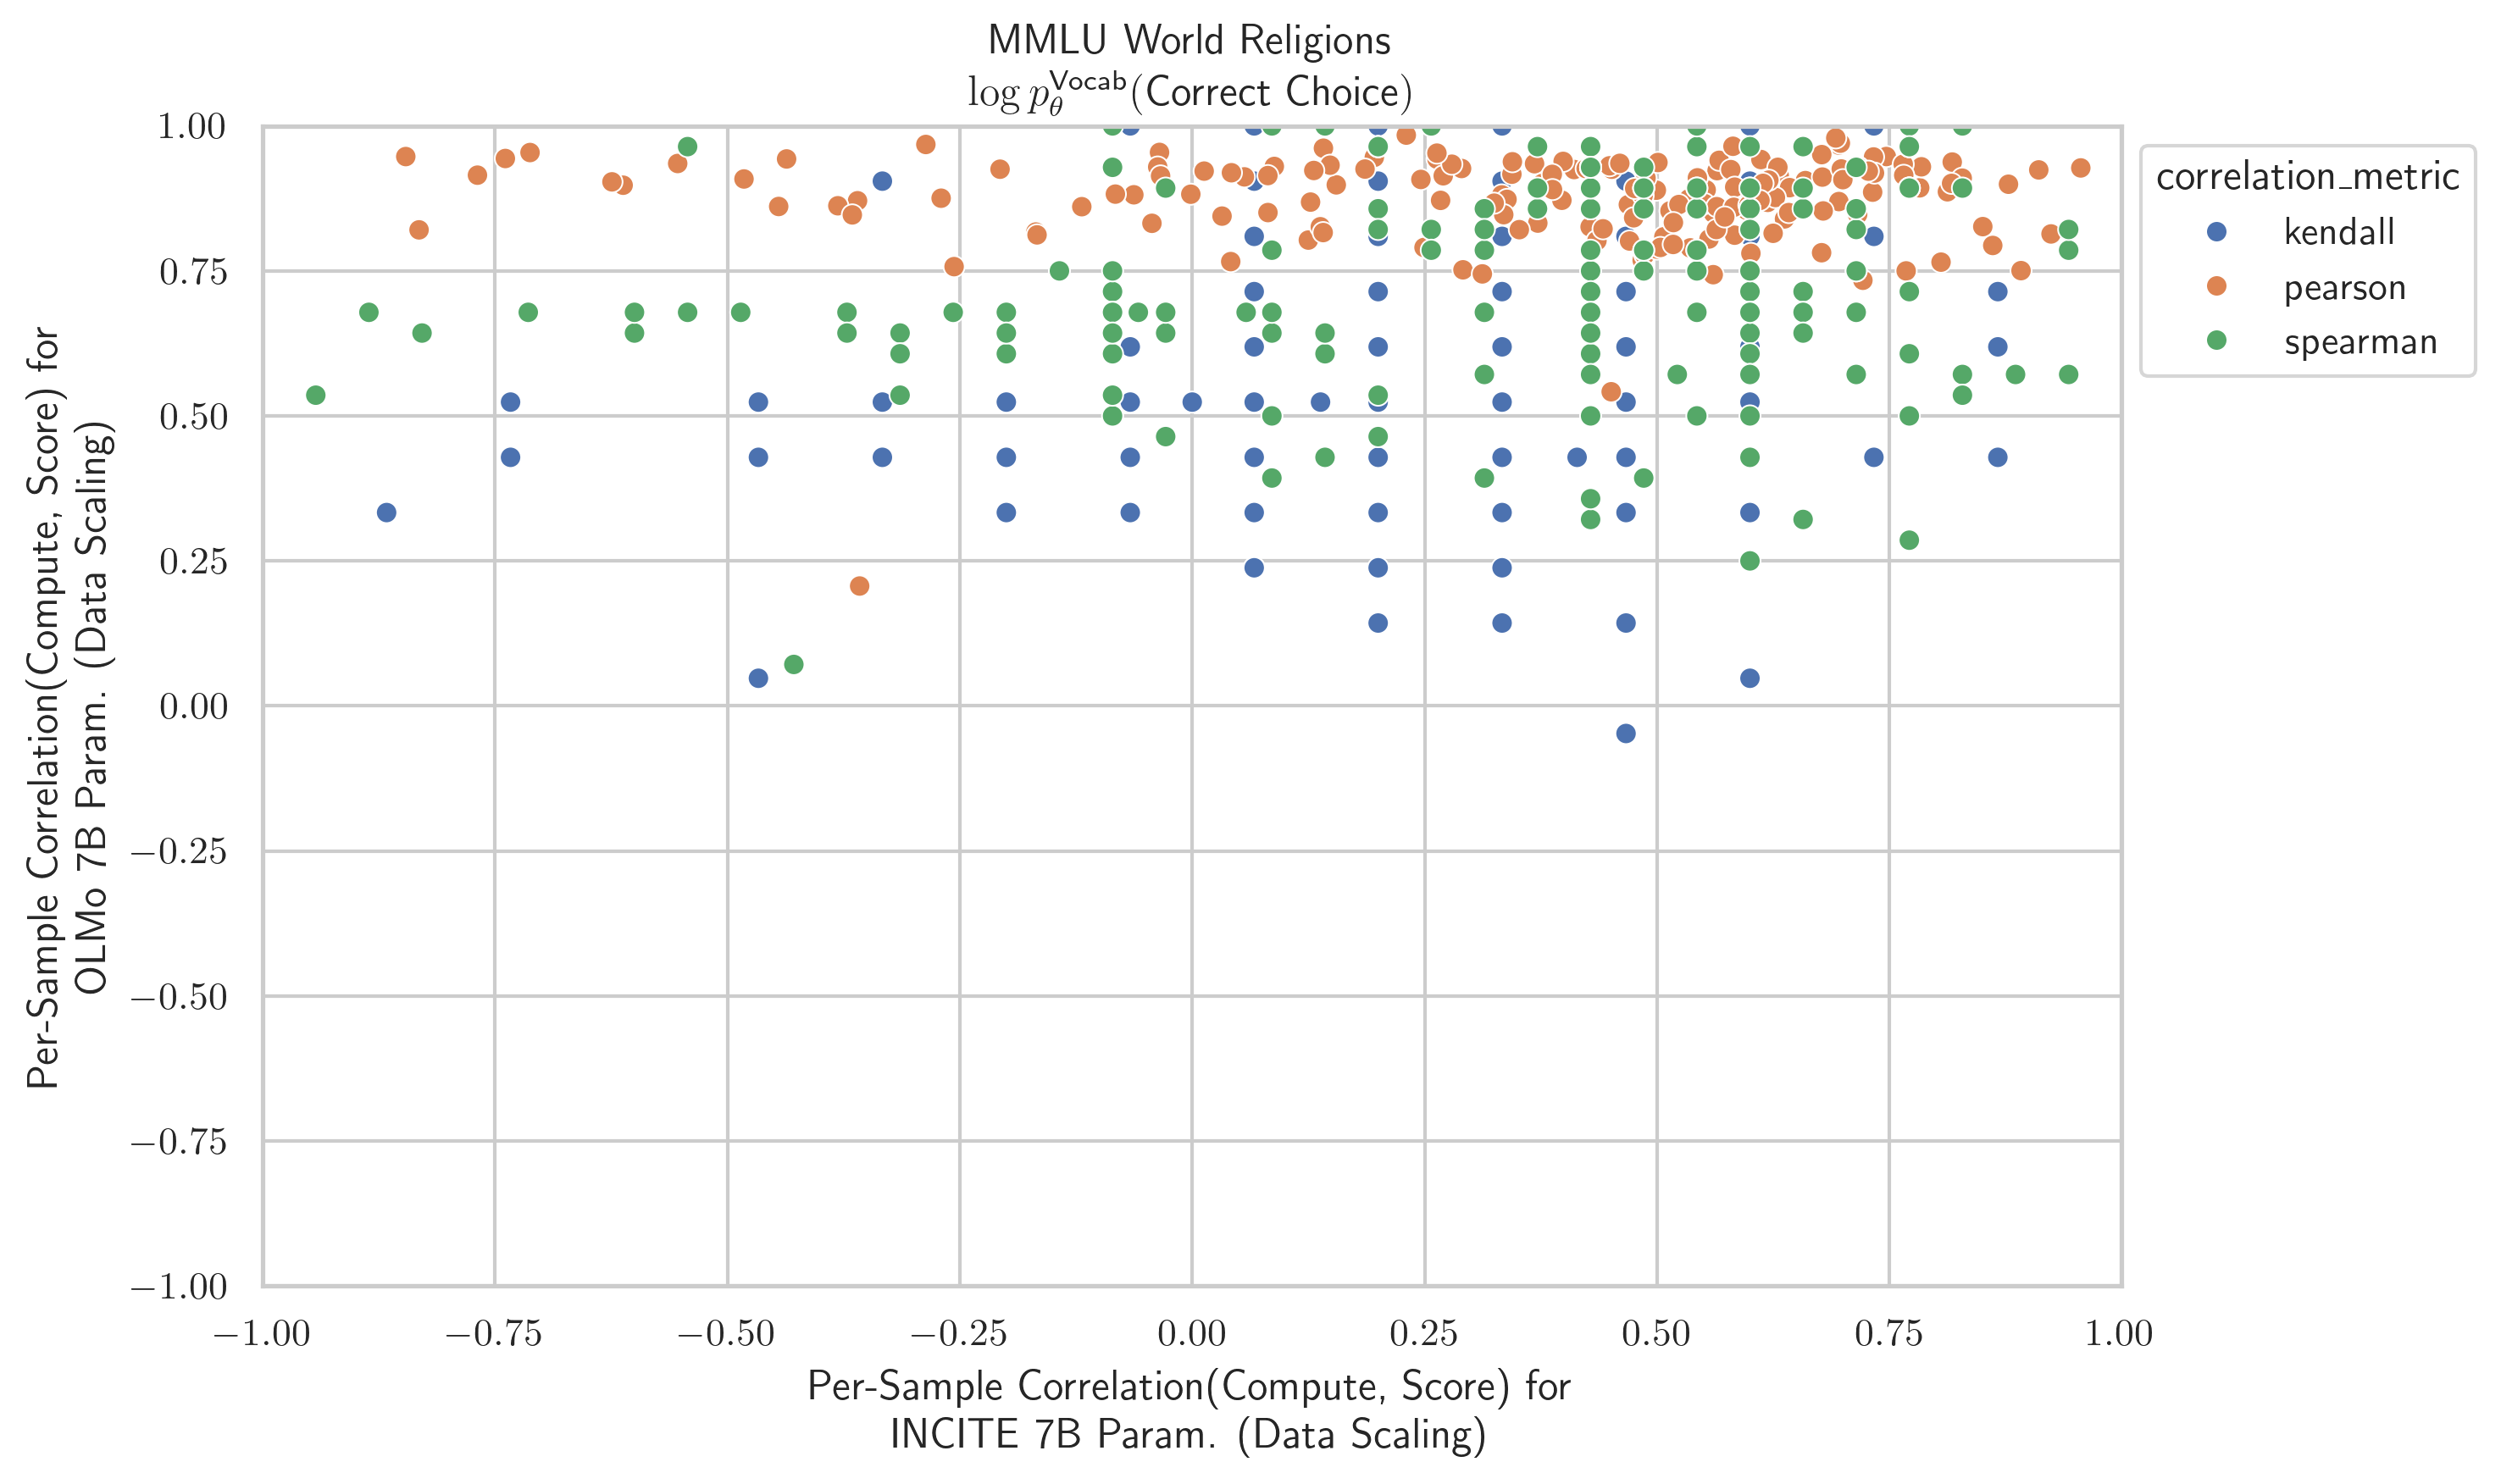 MMLU World Religions
log p_θ^Vocab(Correct Choice)
1.00
0.75
0.50
0.25
0.00
−0.25
−0.50
−0.75
−1.00
Per-Sample Correlation(Compute, Score) for
OLMo 7B Param. (Data Scaling)
correlation_metric
kendall
pearson
spearman
−1.00 −0.75 −0.50 −0.25 0.00 0.25 0.50 0.75 1.00
Per-Sample Correlation(Compute, Score) for
INCITE 7B Param. (Data Scaling)